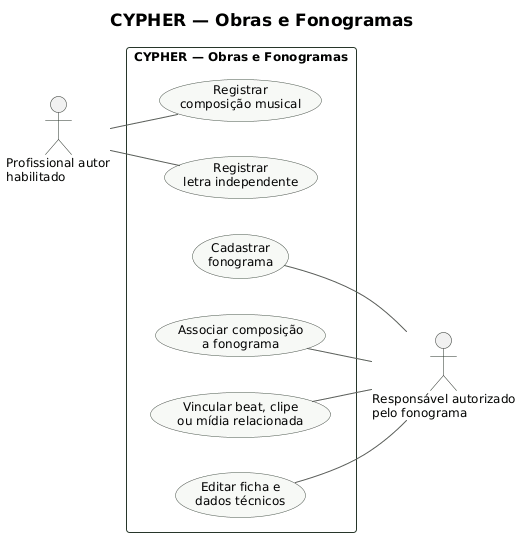 CYPHER — Obras e Fonogramas
CYPHER — Obras e Fonogramas
Registrar
composição musical
Profissional autor
habilitado
Registrar
letra independente
Cadastrar
fonograma
Associar composição
a fonograma
Responsável autorizado
pelo fonograma
Vincular beat, clipe
ou mídia relacionada
Editar ficha e
dados técnicos